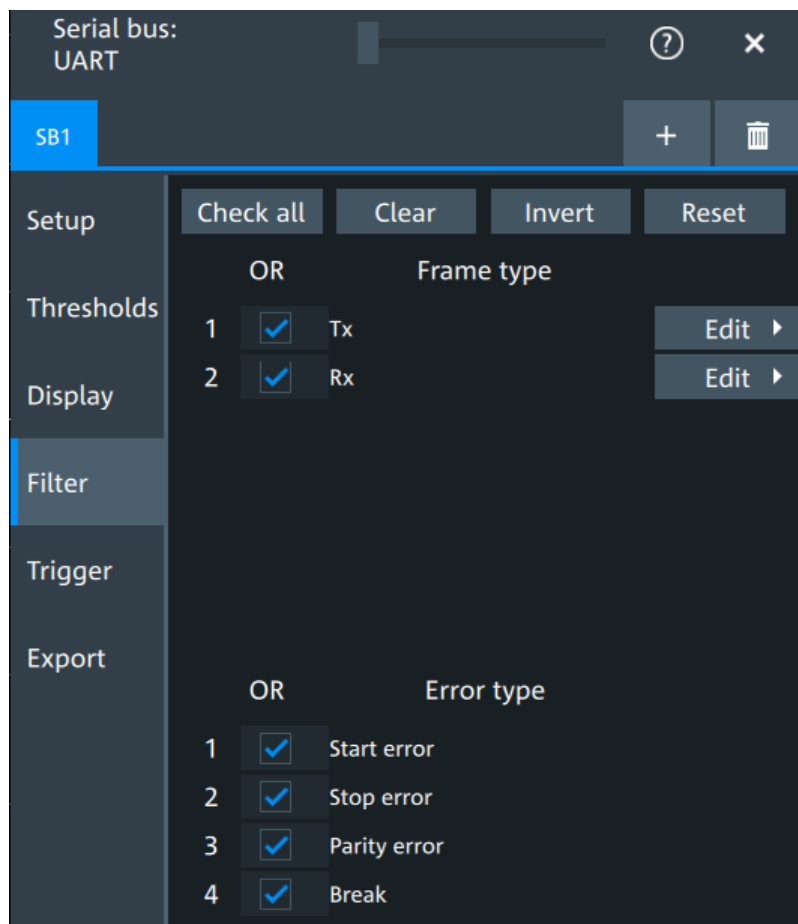 Serial bus:
UART
?
×
SB1
+
Setup
Thresholds
Display
Filter
Trigger
Export
Check all Clear Invert Reset
OR Frame type
1 Tx Edit
2 Rx Edit
OR Error type
1 Start error
2 Stop error
3 Parity error
4 Break